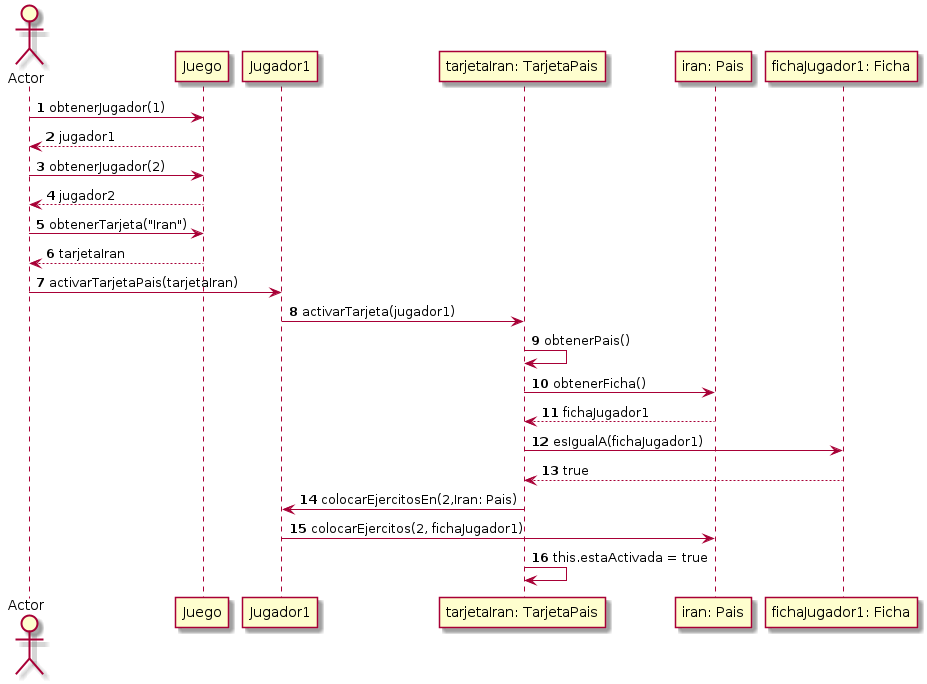 Actor
Juego
Jugador1
tarjetaIran: TarjetaPais
iran: Pais
fichaJugador1: Ficha
1 obtenerJugador(1)
2 jugador1
3 obtenerJugador(2)
4 jugador2
5 obtenerTarjeta("Iran")
6 tarjetaIran
7 activarTarjetaPais(tarjetaIran)
8 activarTarjeta(jugador1)
9 obtenerPais()
10 obtenerFicha()
11 fichaJugador1
12 esIgualA(fichaJugador1)
13 true
14 colocarEjercitosEn(2,Iran: Pais)
15 colocarEjercitos(2, fichaJugador1)
16 this.estaActivada = true
Actor
Juego
Jugador1
tarjetaIran: TarjetaPais
iran: Pais
fichaJugador1: Ficha